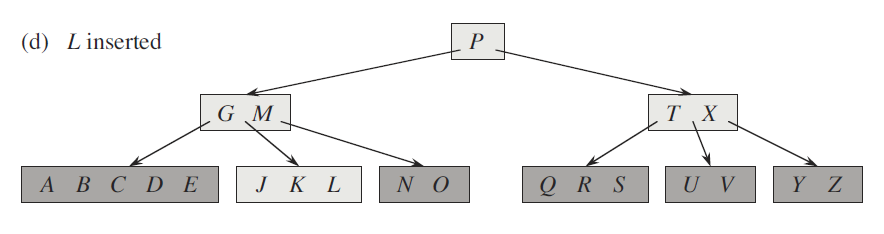 (d) L inserted
P
G M
T X
A B C D E
J K L
N O
Q R S
U V
Y Z